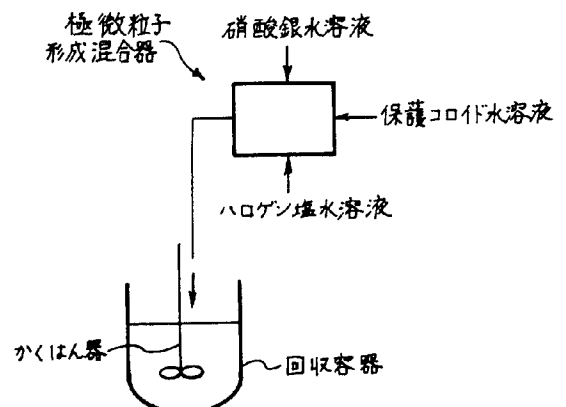 極微粒子
形成混合器
硝酸銀水溶液
保護コロイド水溶液
ハロゲン塩水溶液
かくはん器
回収容器